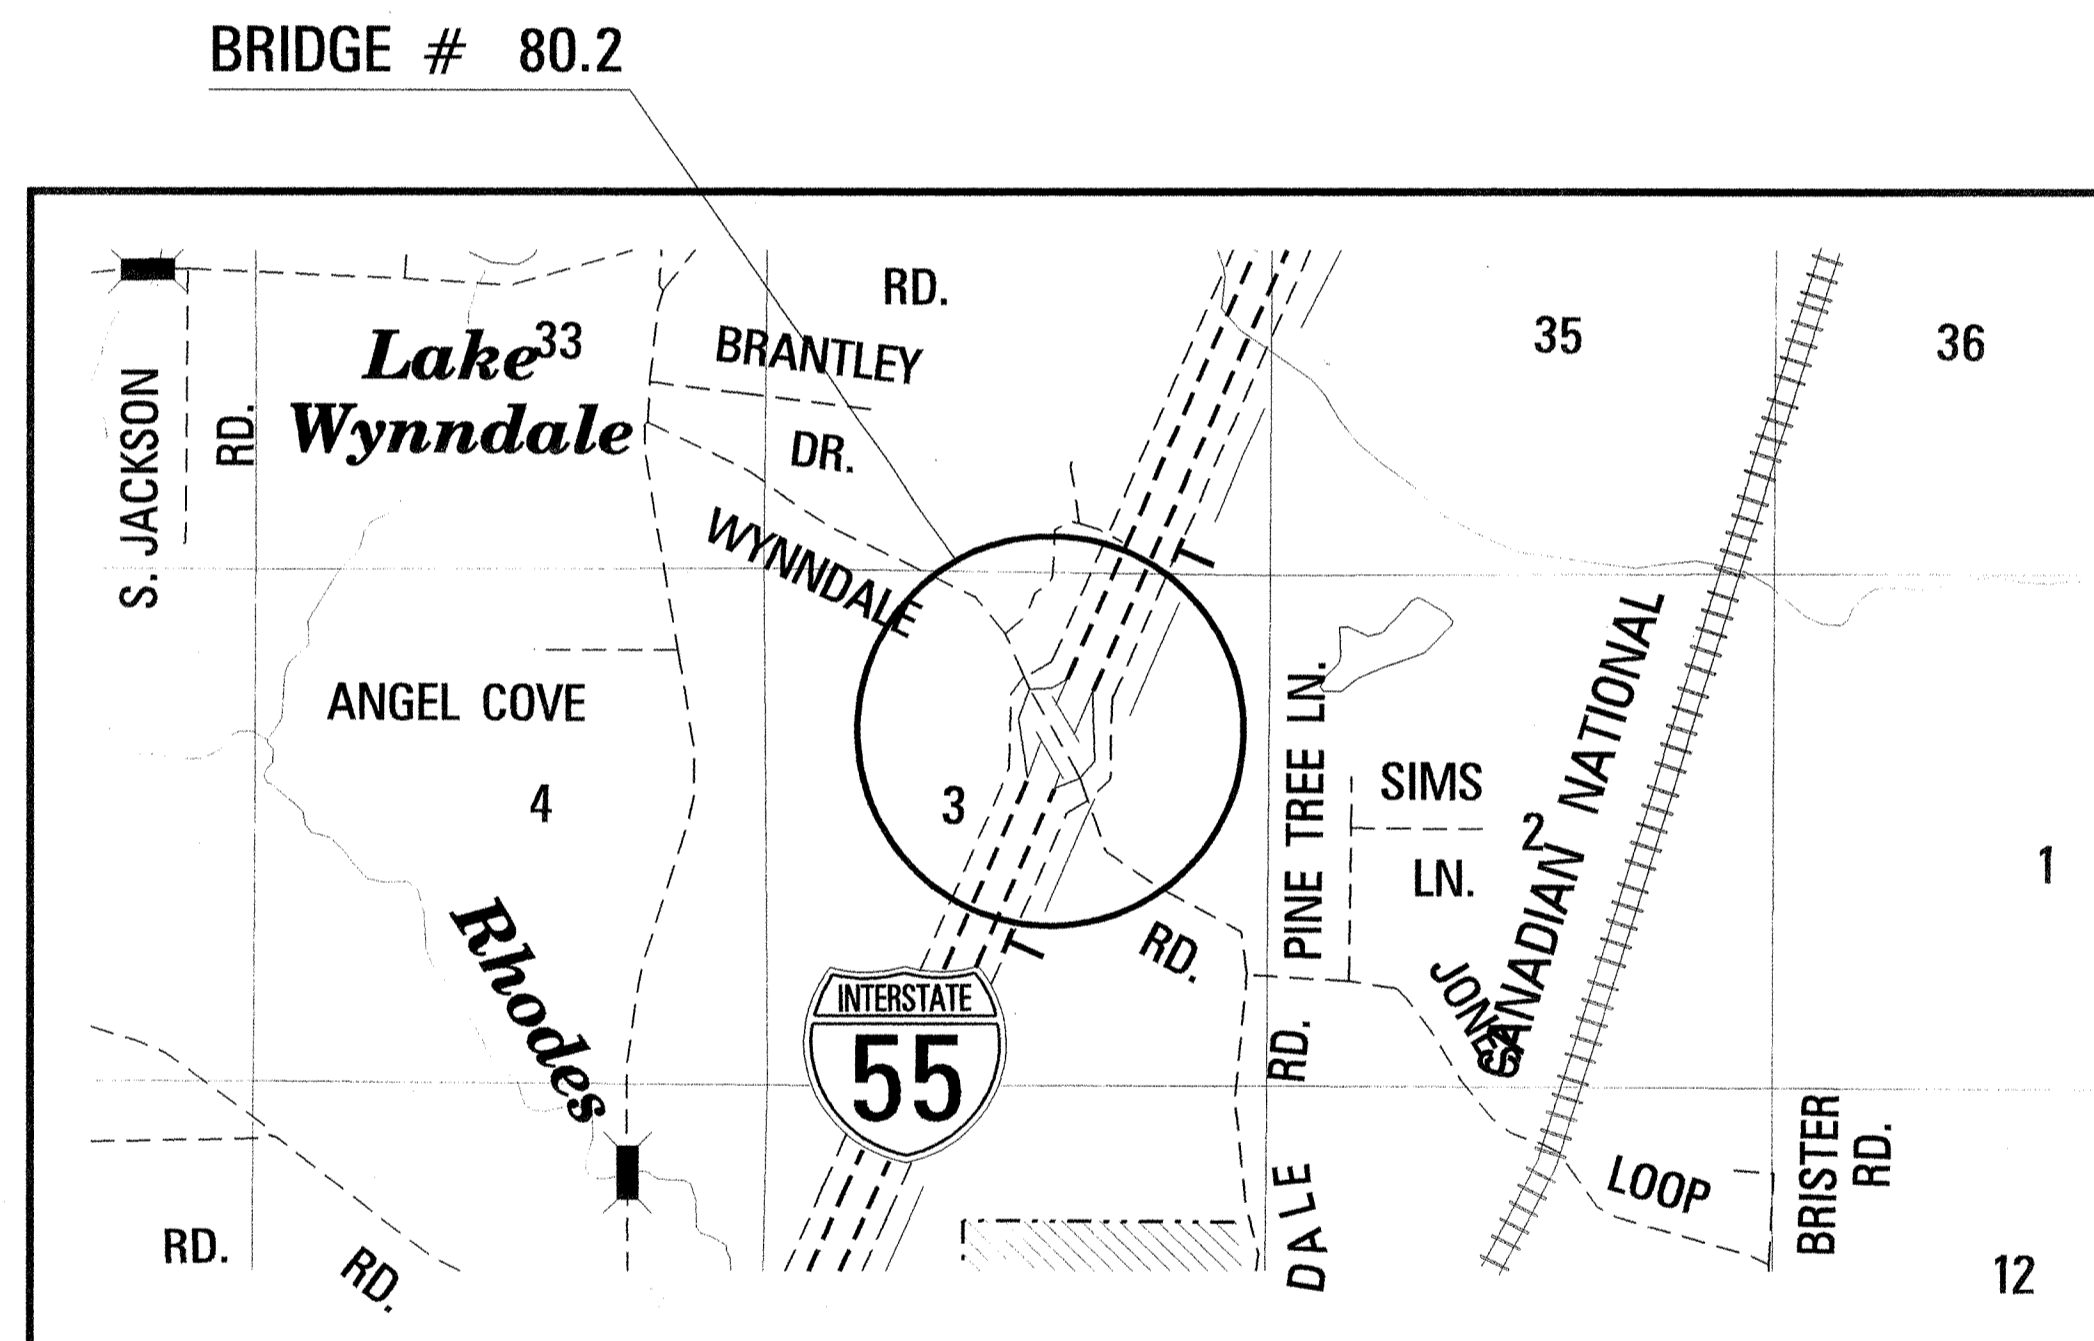 BRIDGE # 80.2
RD.
35
36
33
Lake
Wynndale
BRANTLEY
DR.
S. JACKSON
RD.
WYNNDALE
ANGEL COVE
4
3
PINE TREE LN.
SIMS
LN.
2
CANADIAN NATIONAL
1
Rhodes
RD.
JONES
INTERSTATE
55
RD.
DALE
LOOP
BRISTER
RD.
RD.
RD.
12